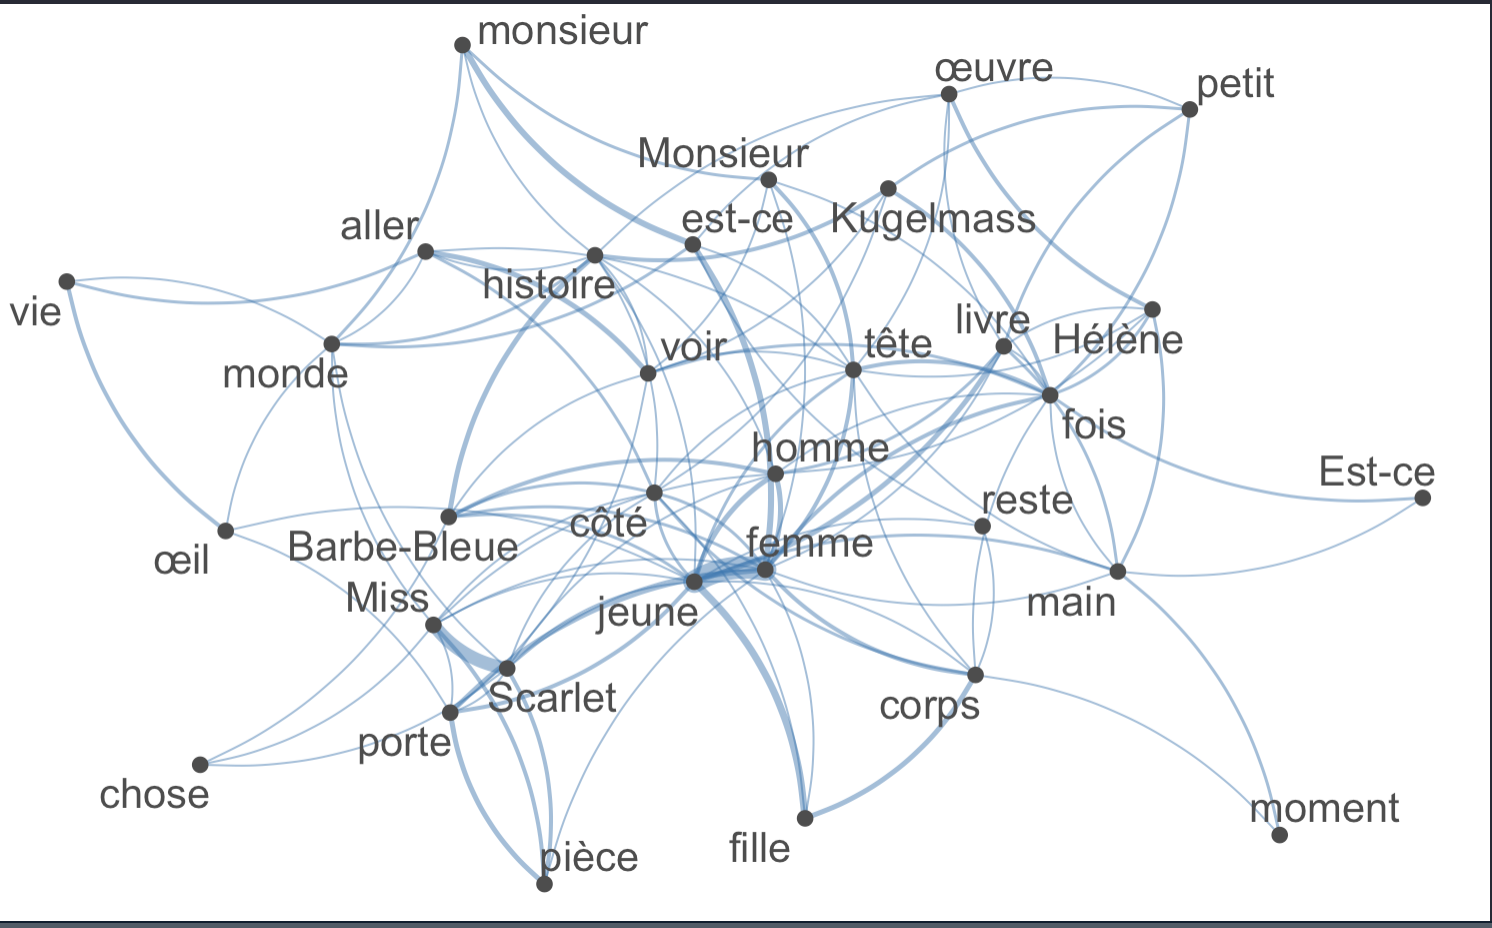 monsieur
œuvre
petit
Monsieur
aller
est-ce
Kugelmass
histoire
vie
livre
Hélène
voir
tête
monde
fois
homme
Est-ce
reste
côté
Barbe-Bleue
femme
œil
Miss
jeune
main
Scarlet
corps
porte
chose
moment
fille
pièce